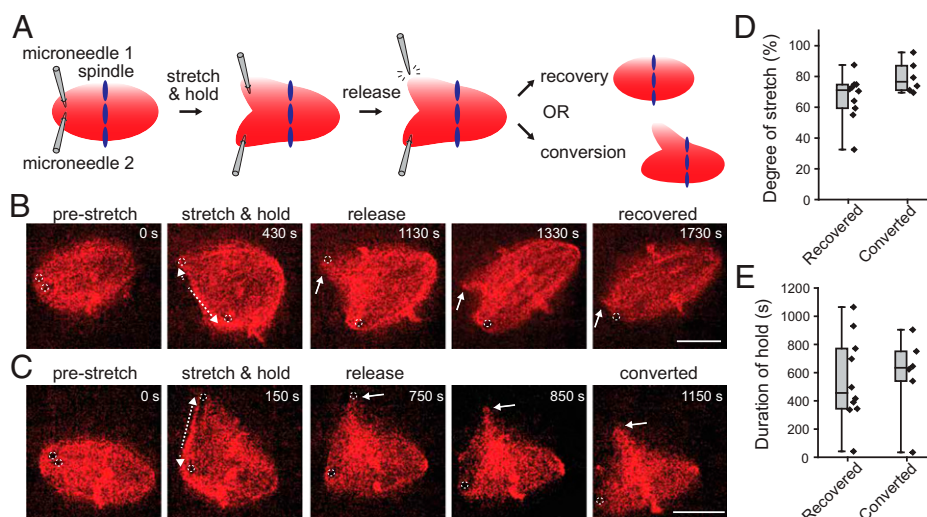 A
microneedle 1
spindle
microneedle 2
stretch
& hold
release
recovery
OR
conversion
B
pre-stretch
stretch & hold
release
recovered
0 s
430 s
1130 s
1330 s
1730 s
C
pre-stretch
stretch & hold
release
converted
0 s
150 s
750 s
850 s
1150 s
D
Degree of stretch (%)
100
80
60
40
20
0
Recovered
Converted
E
Duration of hold (s)
1200
1000
800
600
400
200
0
Recovered
Converted